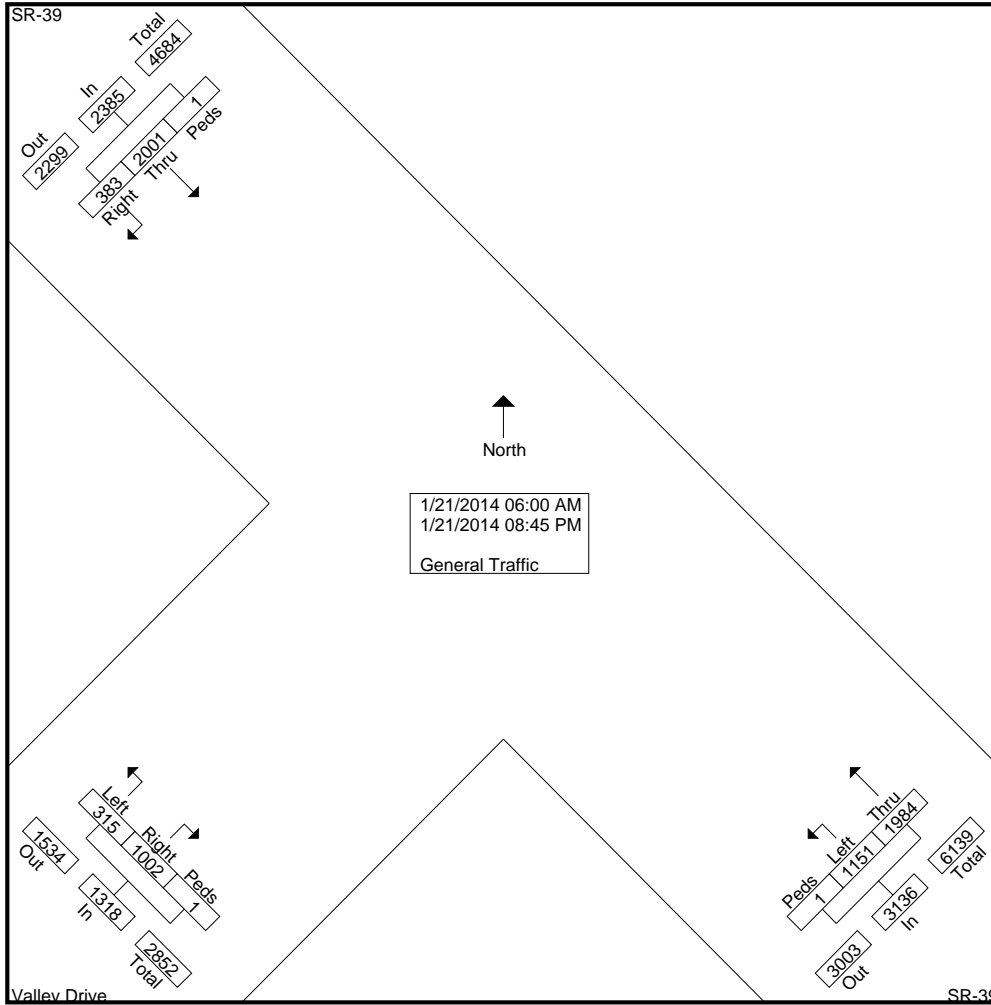 SR-39
Out
In
Total
2299
2385
4684
383
2001
1
Right
Thru
Peds
North
1/21/2014 06:00 AM
1/21/2014 08:45 PM
General Traffic
Left
Right
Peds
315
1002
1
Out
In
Total
1534
1318
2852
Valley Drive
Peds
Left
Thru
1
1151
1984
Out
In
Total
3003
3136
6139
SR-39